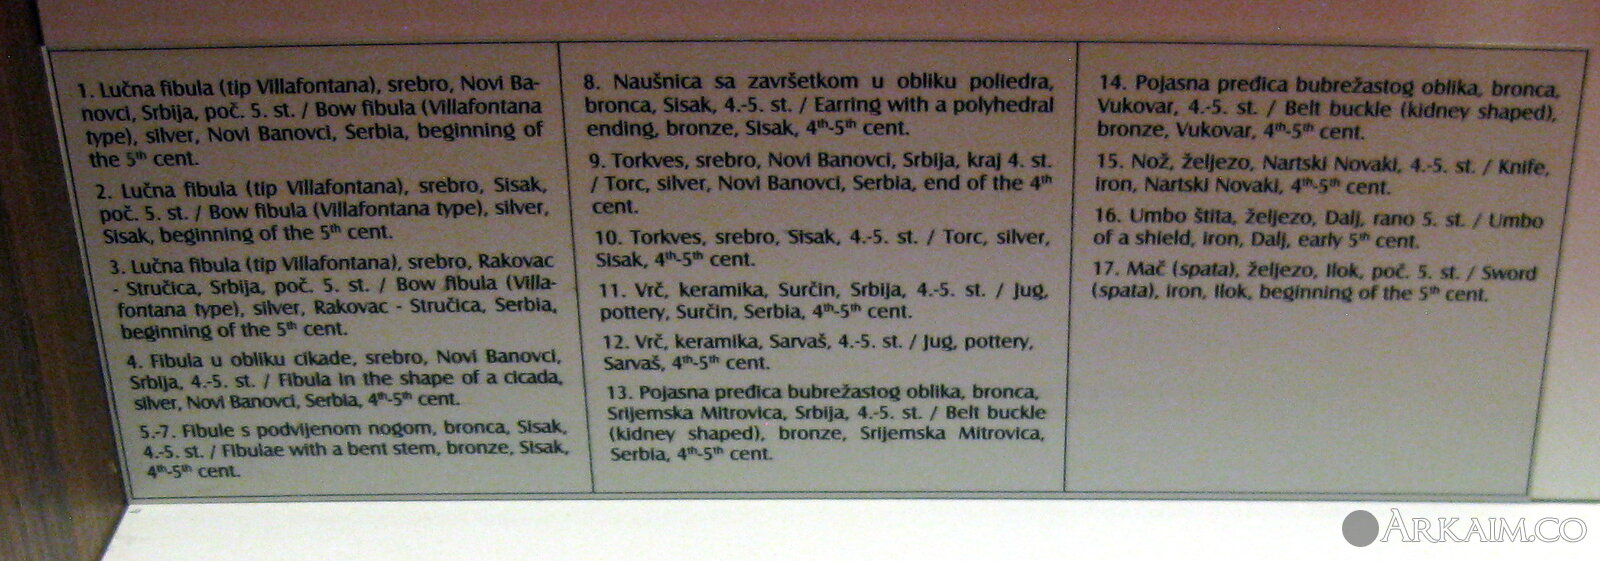 1. Lučna fibula (tip Villafontana), srebro, Novi Ba-
novci, Srbija, poč. 5. st. / Bow fibula (Villafontana
type), silver, Novi Banovci, Serbia, beginning of
the 5th cent.
2. Lučna fibula (tip Villafontana), srebro, Sisak,
poč. 5. st. / Bow fibula (Villafontana type), silver,
Sisak, beginning of the 5th cent.
3. Lučna fibula (tip Villafontana), srebro, Rakovac
- Stručica, Srbija, poč. 5. st. / Bow fibula (Villa-
fontana type), silver, Rakovac - Stručica, Serbia,
beginning of the 5th cent.
4. Fibula u obliku cikade, srebro, Novi Banovci,
Srbija, 4.-5. st. / Fibula in the shape of a cicada,
silver, Novi Banovci, Serbia, 4th-5th cent.
5.-7. Fibule s podvijenom nogom, bronca, Sisak,
4.-5. st. / Fibulae with a bent stem, bronze, Sisak,
4th-5th cent.
8. Naušnica sa završetkom u obliku poliedra,
bronca, Sisak, 4.-5. st. / Earring with a polyhedral
ending, bronze, Sisak, 4th-5th cent.
9. Torkves, srebro, Novi Banovci, Srbija, kraj 4. st.
/ Torc, silver, Novi Banovci, Serbia, end of the 4th
cent.
10. Torkves, srebro, Sisak, 4.-5. st. / Torc, silver,
Sisak, 4th-5th cent.
11. Vrč, keramika, Surčin, Srbija, 4.-5. st. / Jug,
pottery, Surčin, Serbia, 4th-5th cent.
12. Vrč, keramika, Sarvaš, 4.-5. st. / Jug, pottery,
Sarvaš, 4th-5th cent.
13. Pojasna pređica bubrežastog oblika, bronca,
Srijemska Mitrovica, Srbija, 4.-5. st. / Belt buckle
(kidney shaped), bronze, Srijemska Mitrovica,
Serbia, 4th-5th cent.
14. Pojasna pređica bubrežastog oblika, bronca,
Vukovar, 4.-5. st. / Belt buckle (kidney shaped),
bronze, Vukovar, 4th-5th cent.
15. Nož, željezo, Nartski Novaki, 4.-5. st. / Knife,
iron, Nartski Novaki, 4th-5th cent.
16. Umbo štita, željezo, Dalj, rano 5. st. / Umbo
of a shield, iron, Dalj, early 5th cent.
17. Mač (spata), željezo, Ilok, poč. 5. st. / Sword
(spata), iron, Ilok, beginning of the 5th cent.
ARKAIM.CO